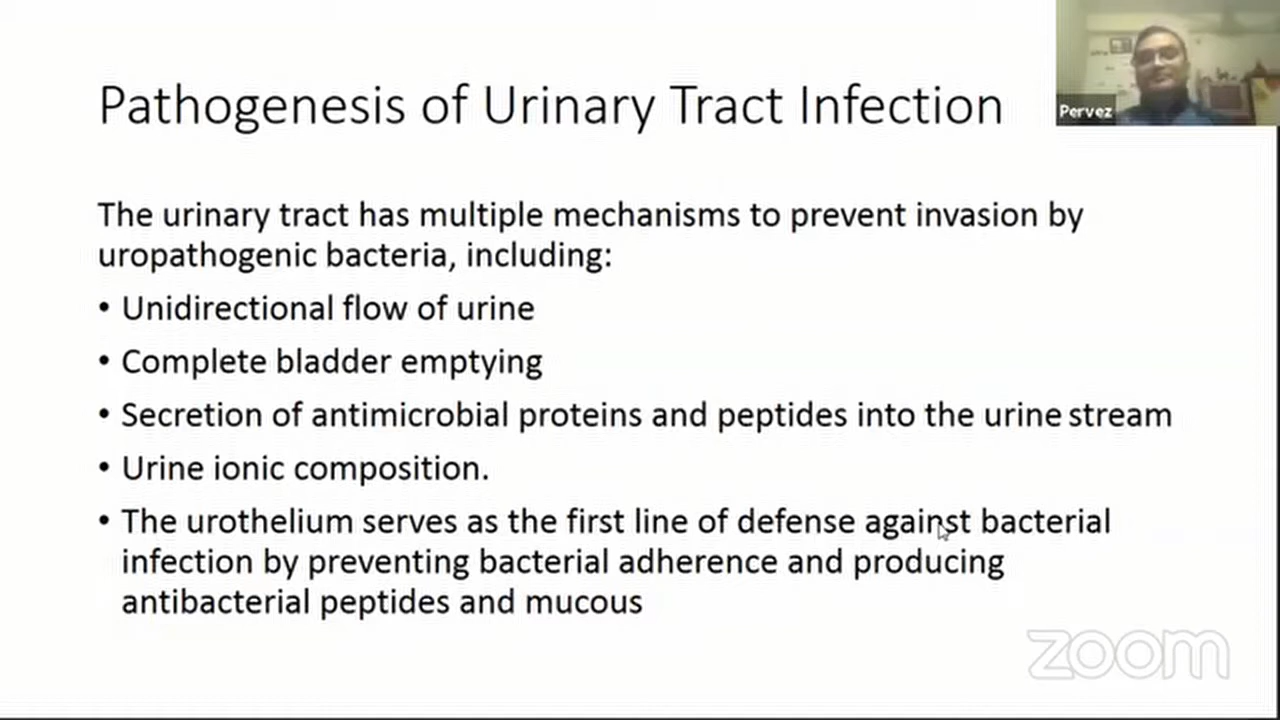 Pathogenesis of Urinary Tract Infection
Pervez
The urinary tract has multiple mechanisms to prevent invasion by
uropathogenic bacteria, including:
• Unidirectional flow of urine
• Complete bladder emptying
• Secretion of antimicrobial proteins and peptides into the urine stream
• Urine ionic composition.
• The urothelium serves as the first line of defense against bacterial
infection by preventing bacterial adherence and producing
antibacterial peptides and mucous
zoom